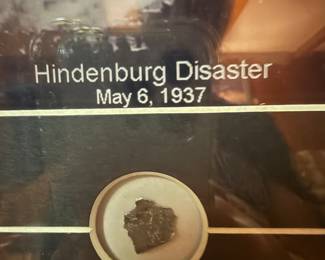 Hindenburg Disaster
May 6, 1937